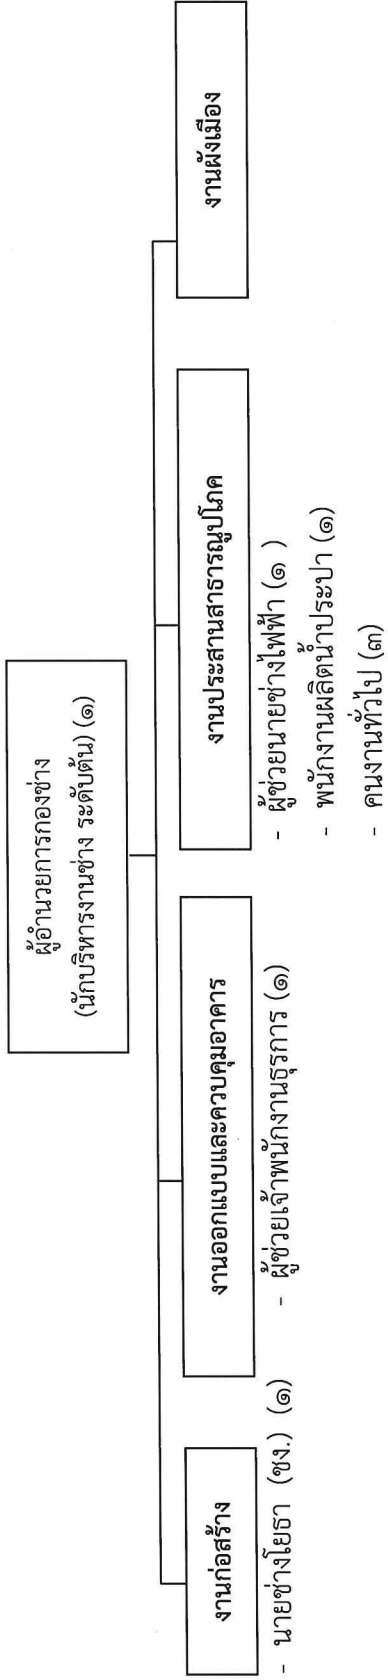 ผู้อำนวยการกองช่าง
(นักบริหารงานช่าง ระดับต้น) (๑)
งานก่อสร้าง
- นายช่างโยธา (ชง.) (๑)
งานออกแบบและควบคุมอาคาร
- ผู้ช่วยเจ้าพนักงานธุรการ (๑)
งานประสานสาธารณูปโภค
- ผู้ช่วยนายช่างไฟฟ้า (๑ )
- พนักงานผลิตน้ำประปา (๑)
- คนงานทั่วไป (๓)
งานผังเมือง